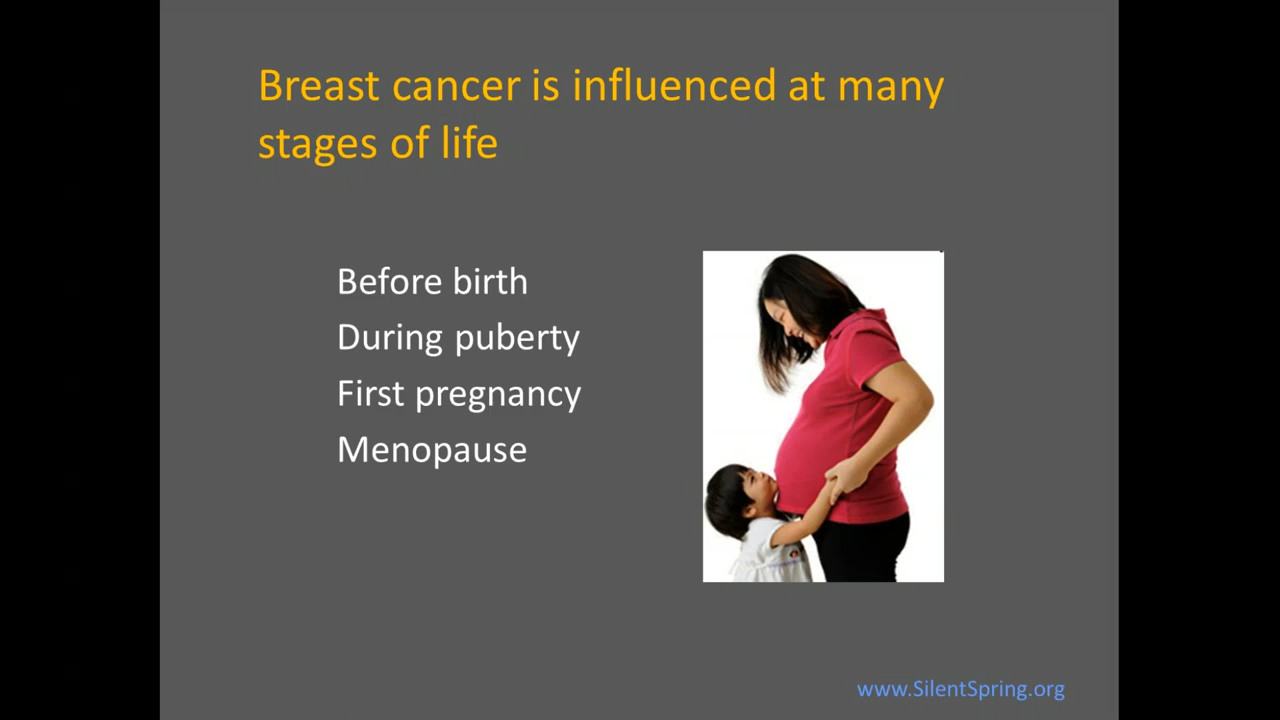 Breast cancer is influenced at many
stages of life
Before birth
During puberty
First pregnancy
Menopause
www.SilentSpring.org